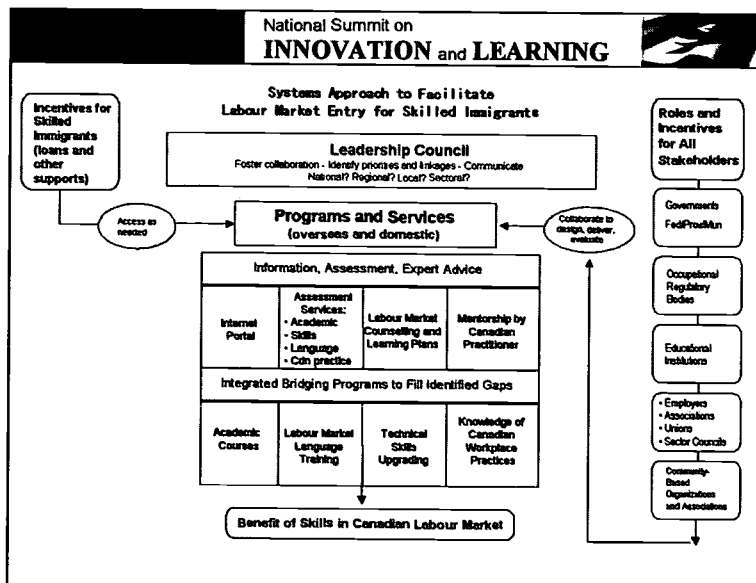 National Summit on
INNOVATION and LEARNING
Systems Approach to Facilitate
Labour Market Entry for Skilled Immigrants
Incentives for
Skilled
Immigrants
(loans and
other
supports)
Leadership Council
Foster collaboration - Identify priorities and linkages - Communicate
National? Regional? Local? Sectoral?
Access as
needed
Programs and Services
(overseas and domestic)
Collaborate to
design, deliver,
evaluate
Information, Assessment, Expert Advice
Internet
Portal
Assessment
Services:
• Academic
• Skills
• Language
• Cdn practice
Labour Market
Counselling and
Learning Plans
Mentorship by
Canadian
Practitioner
Integrated Bridging Programs to Fill Identified Gaps
Academic
Courses
Labour Market
Language
Training
Technical
Skills
Upgrading
Knowledge of
Canadian
Workplace
Practices
Benefit of Skills in Canadian Labour Market
Roles and
Incentives
for All
Stakeholders
Governments
Fed/Prov/Mun
Occupational
Regulatory
Bodies
Educational
Institutions
• Employers
• Associations
• Unions
• Sector Councils
Community-
Based
Organizations
and Associations